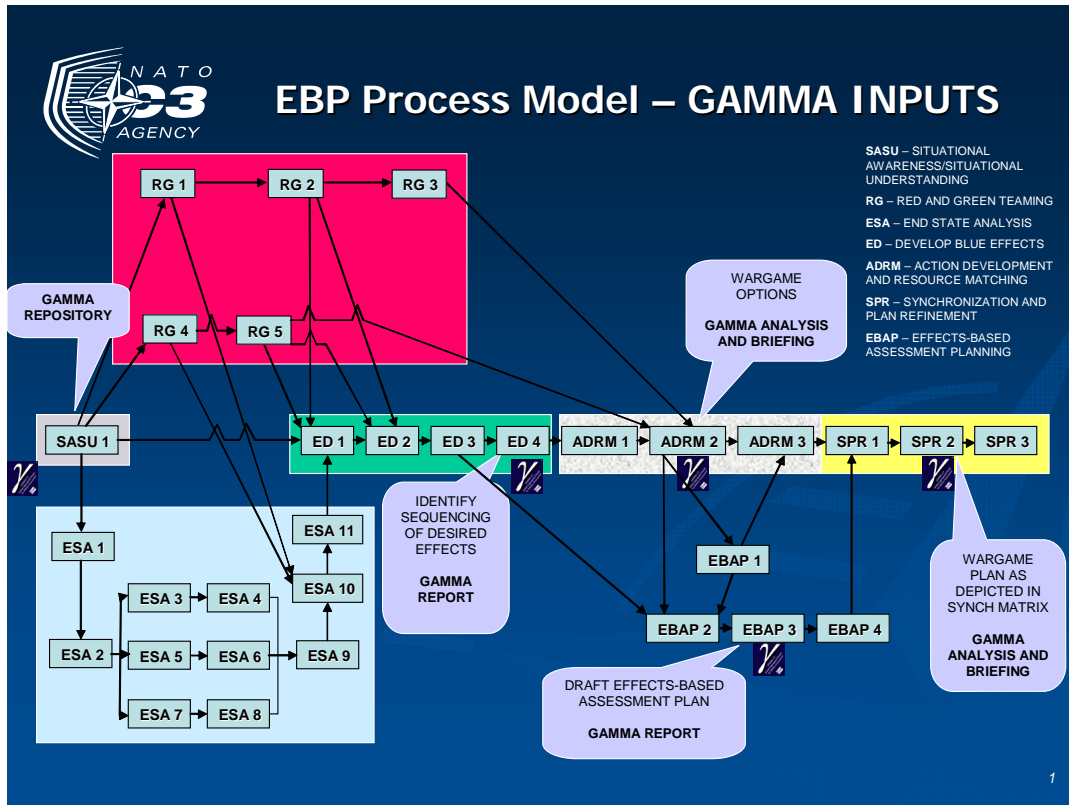 NATO
C3
AGENCY
EBP Process Model – GAMMA INPUTS
SASU – SITUATIONAL
AWARENESS/SITUATIONAL
UNDERSTANDING
RG – RED AND GREEN TEAMING
ESA – END STATE ANALYSIS
ED – DEVELOP BLUE EFFECTS
ADRM – ACTION DEVELOPMENT
AND RESOURCE MATCHING
SPR – SYNCHRONIZATION AND
PLAN REFINEMENT
EBAP – EFFECTS-BASED
ASSESSMENT PLANNING
RG 1
RG 2
RG 3
GAMMA
REPOSITORY
RG 4
RG 5
WARGAME
OPTIONS
GAMMA ANALYSIS
AND BRIEFING
SASU 1
ED 1
ED 2
ED 3
ED 4
ADRM 1
ADRM 2
ADRM 3
SPR 1
SPR 2
SPR 3
γ
γ
γ
γ
IDENTIFY
SEQUENCING
OF DESIRED
EFFECTS
GAMMA
REPORT
ESA 1
ESA 2
ESA 3
ESA 4
ESA 5
ESA 6
ESA 7
ESA 8
ESA 9
ESA 10
ESA 11
EBAP 1
EBAP 2
EBAP 3
EBAP 4
γ
WARGAME
PLAN AS
DEPICTED IN
SYNCH MATRIX
GAMMA
ANALYSIS AND
BRIEFING
DRAFT EFFECTS-BASED
ASSESSMENT PLAN
GAMMA REPORT
1